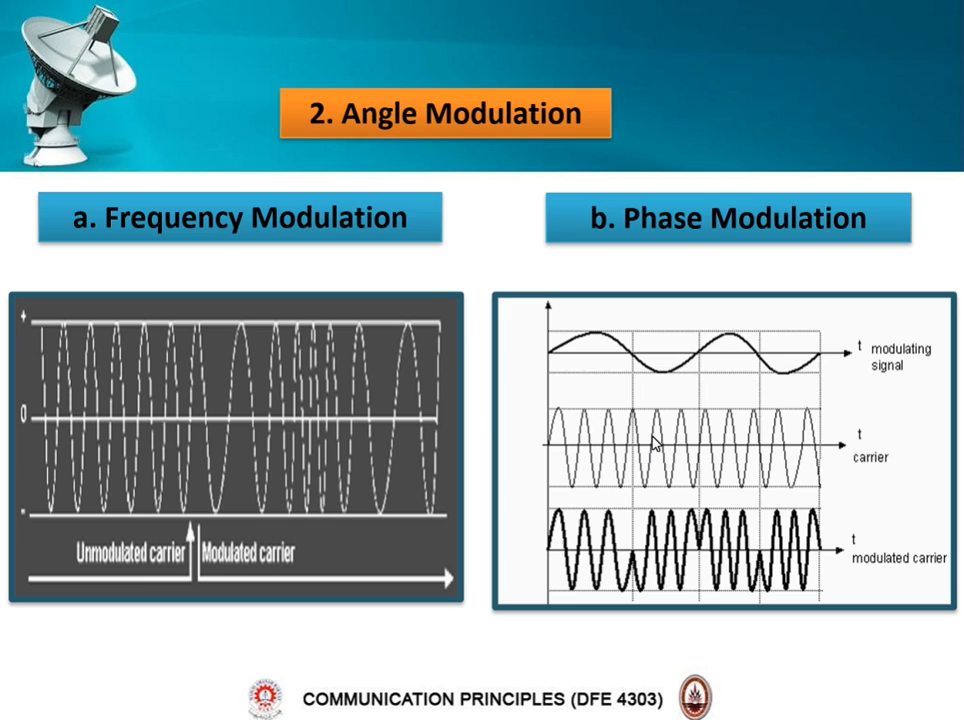 2. Angle Modulation
a. Frequency Modulation
b. Phase Modulation
+
0
-
Unmodulated carrier
Modulated carrier
t
modulating
signal
t
carrier
t
modulated carrier
COMMUNICATION PRINCIPLES (DFE 4303)